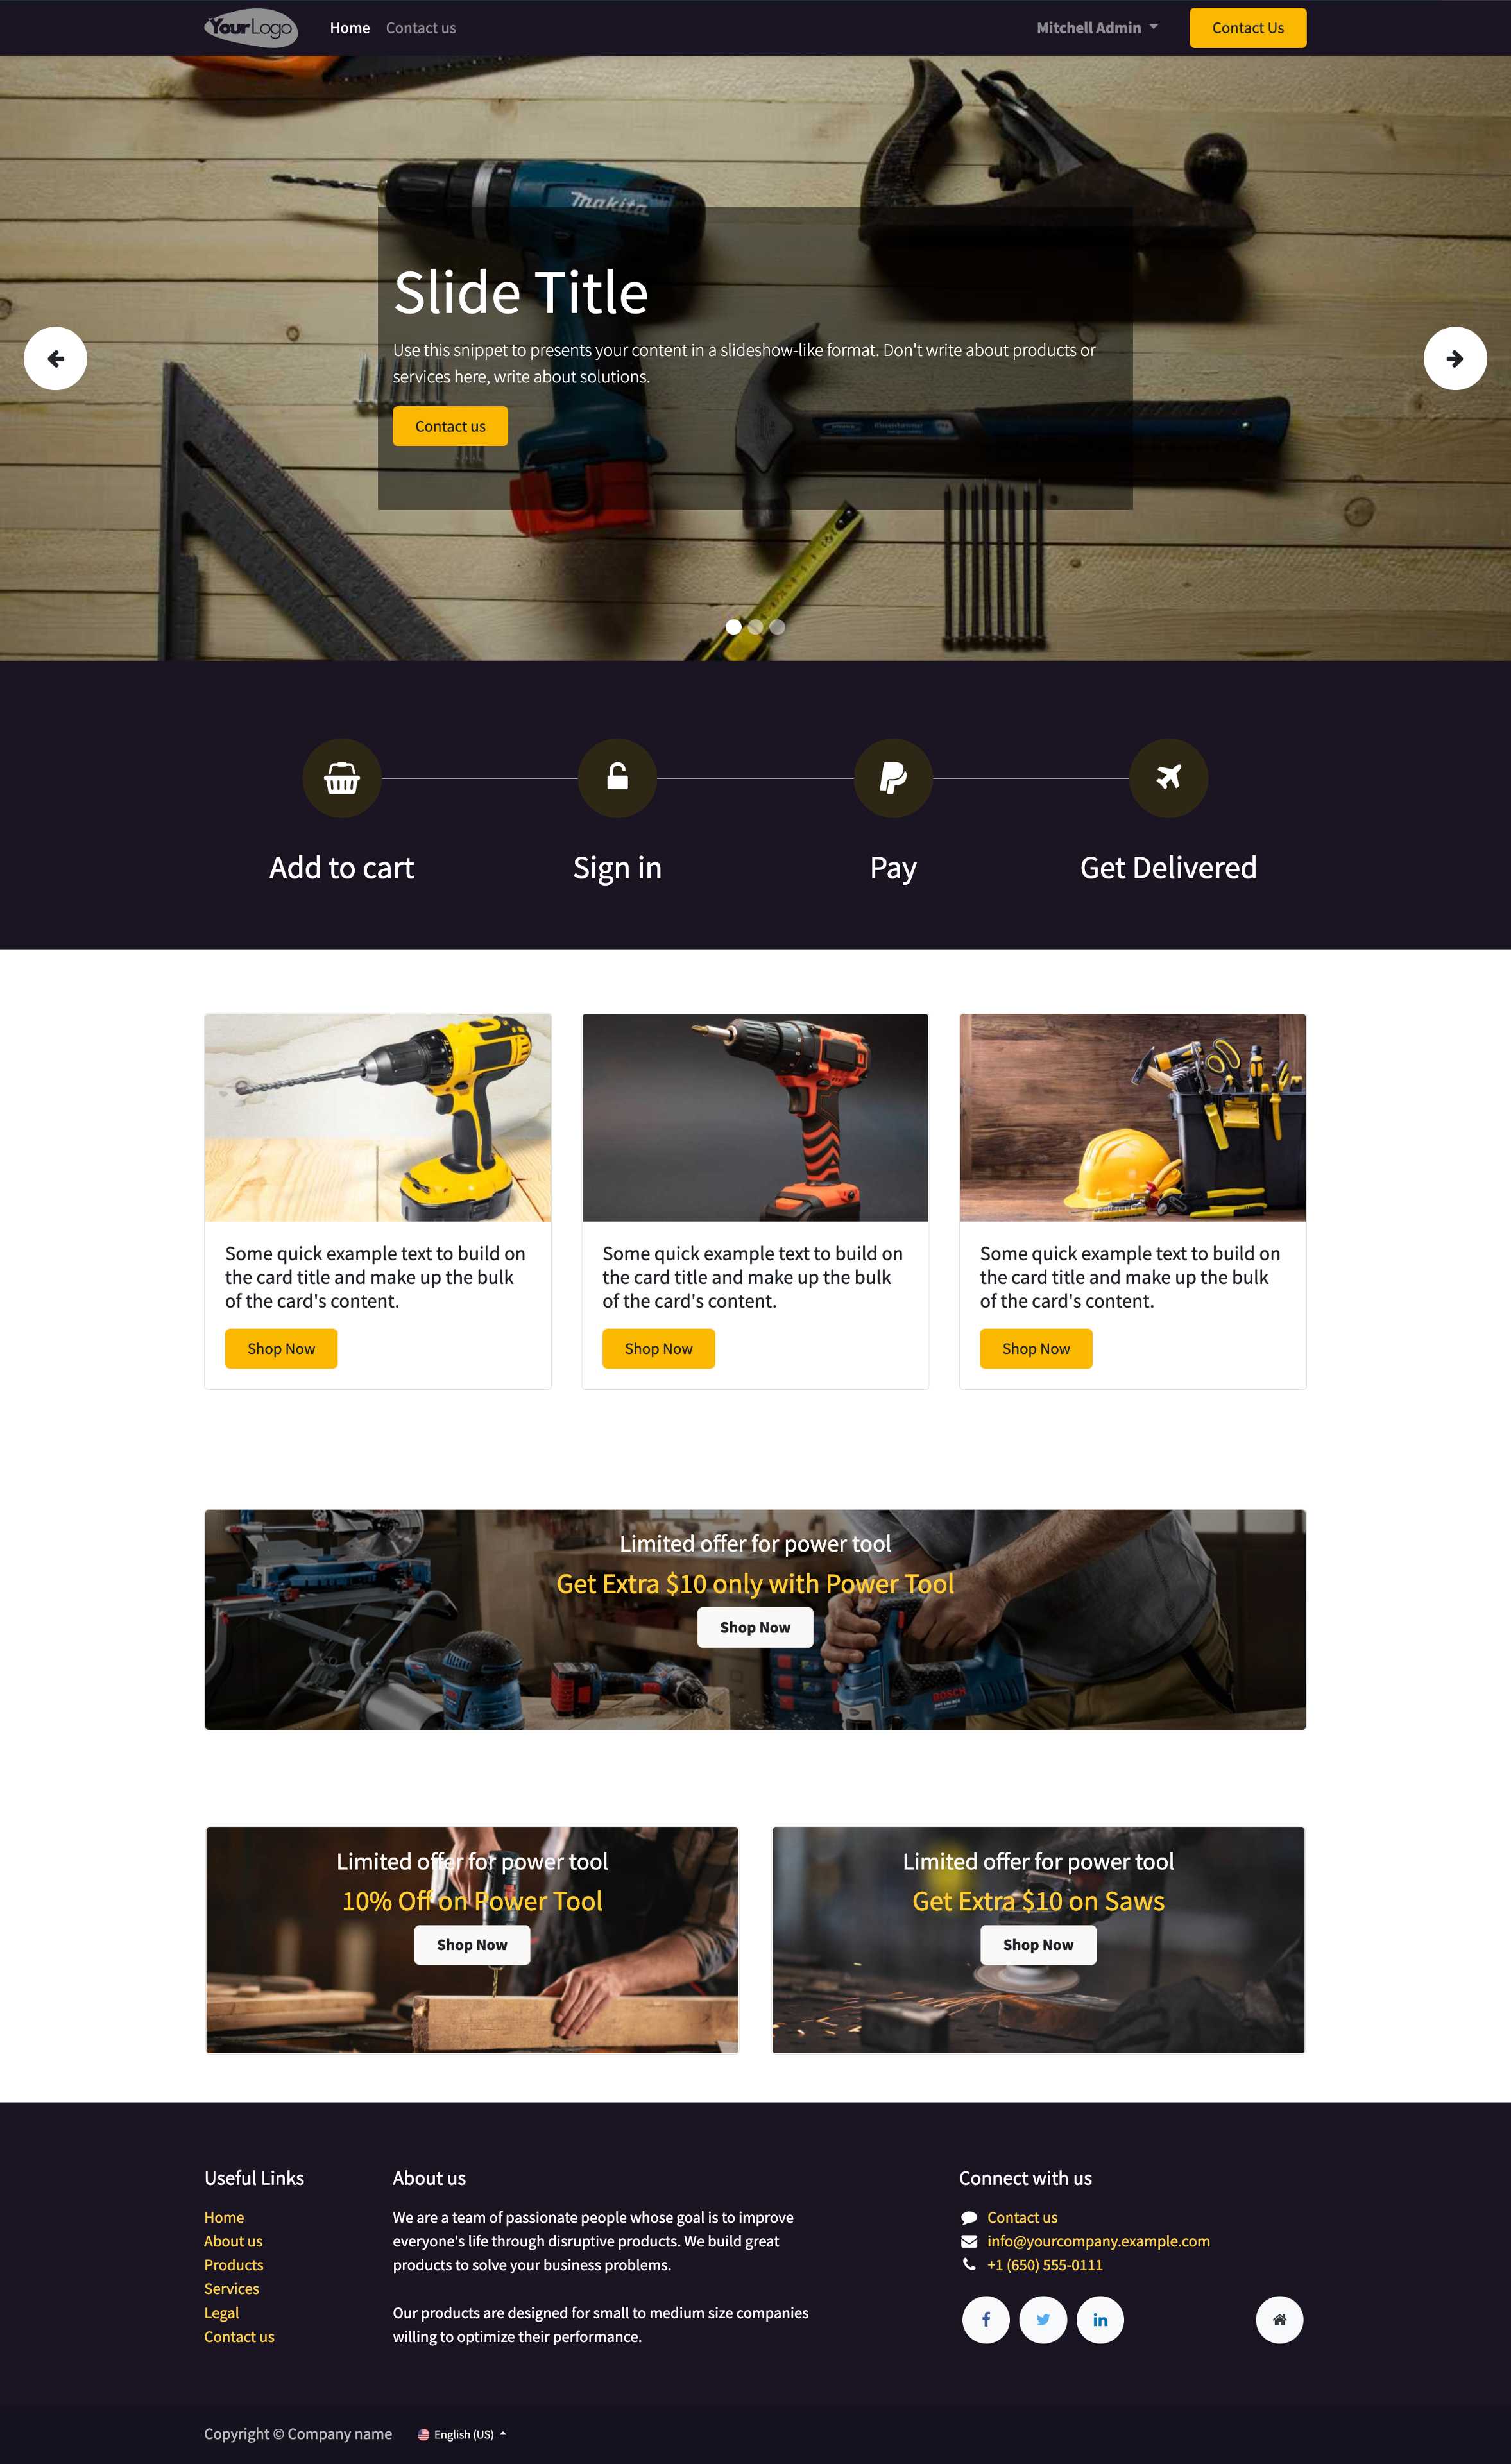 YourLogo
Home
Contact us
Mitchell Admin
Contact Us
makita
Slide Title
Use this snippet to presents your content in a slideshow-like format. Don't write about products or
services here, write about solutions.
Contact us
Add to cart
Sign in
Pay
Get Delivered
Some quick example text to build on
the card title and make up the bulk
of the card's content.
Shop Now
Some quick example text to build on
the card title and make up the bulk
of the card's content.
Shop Now
Some quick example text to build on
the card title and make up the bulk
of the card's content.
Shop Now
Limited offer for power tool
Get Extra $10 only with Power Tool
Shop Now
BOSCH
Limited offer for power tool
10% Off on Power Tool
Shop Now
Limited offer for power tool
Get Extra $10 on Saws
Shop Now
Useful Links
Home
About us
Products
Services
Legal
Contact us
About us
We are a team of passionate people whose goal is to improve
everyone's life through disruptive products. We build great
products to solve your business problems.
Our products are designed for small to medium size companies
willing to optimize their performance.
Connect with us
Contact us
info@yourcompany.example.com
+1 (650) 555-0111
Copyright © Company name
English (US)